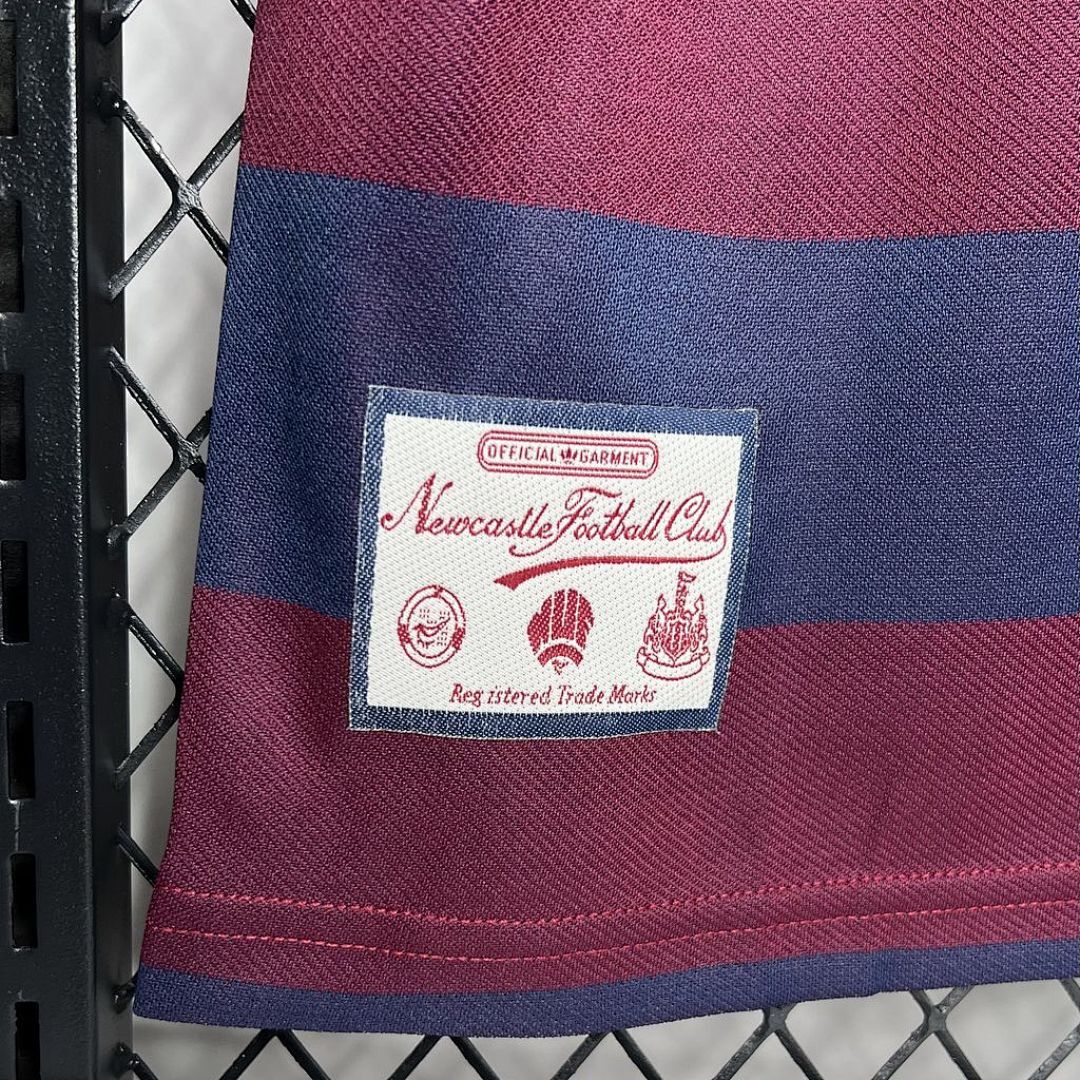 OFFICIAL GARMENT
Newcastle Football Club
Registered Trade Marks